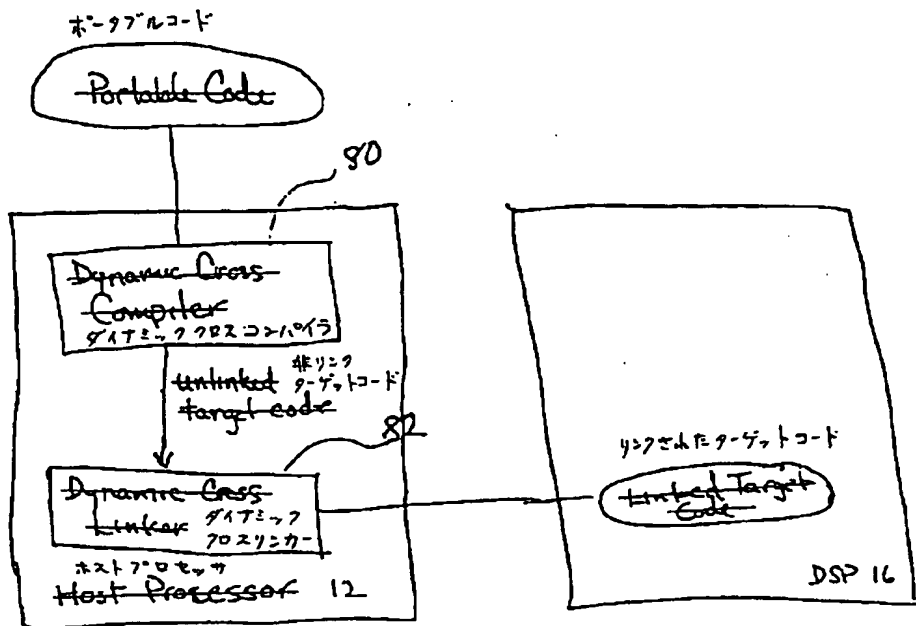 ポータブルコード
Portable Code
80
Dynamic Cross
Compiler
ダイナミッククロスコンパイラ
unlinked 非リンク
ターゲットコード
target code
82
Dynamic Cross
Linker ダイナミック
クロスリンカー
ホストプロセッサ
Host Processor 12
リンクされたターゲットコード
Linked Target
Code
DSP 16